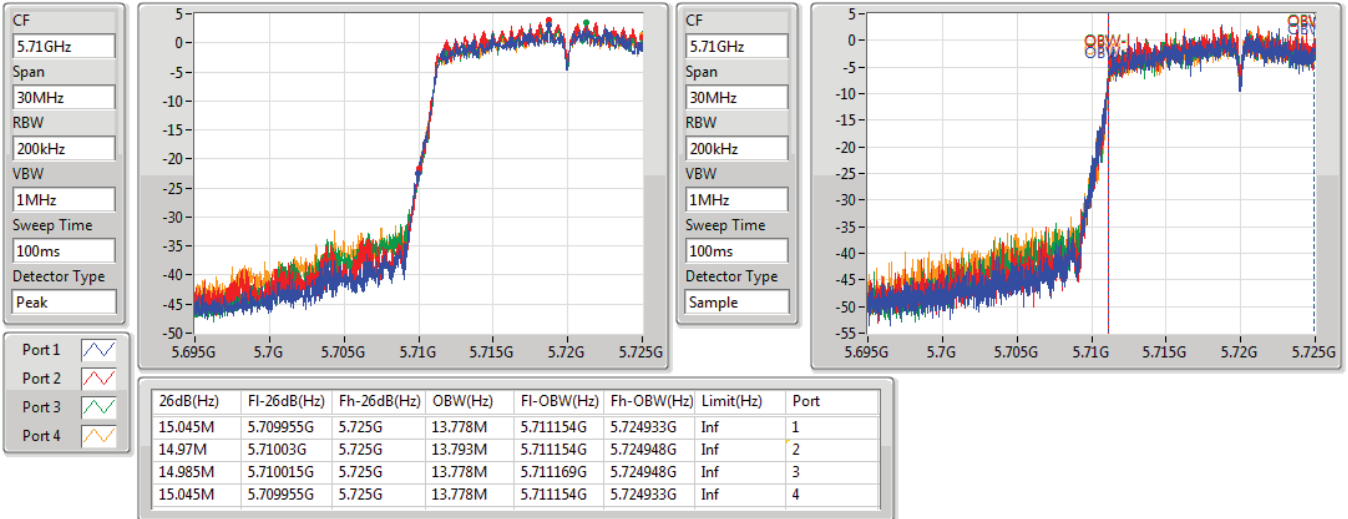 CF
5.71GHz
Span
30MHz
RBW
200kHz
VBW
1MHz
Sweep Time
100ms
Detector Type
Peak
5-
0-
-5-
-10-
-15-
-20-
-25-
-30-
-35-
-40-
-45-
-50-
5.695G 5.7G 5.705G 5.71G 5.715G 5.72G 5.725G
CF
5.71GHz
Span
30MHz
RBW
200kHz
VBW
1MHz
Sweep Time
100ms
Detector Type
Sample
5-
0-
-5-
-10-
-15-
-20-
-25-
-30-
-35-
-40-
-45-
-50-
-55-
OBW-
OBW-
OBV
OBV
5.695G 5.7G 5.705G 5.71G 5.715G 5.72G 5.725G
Port 1
Port 2
Port 3
Port 4
26dB(Hz) Fl-26dB(Hz) Fh-26dB(Hz) OBW(Hz) Fl-OBW(Hz) Fh-OBW(Hz) Limit(Hz) Port
15.045M 5.709955G 5.725G 13.778M 5.711154G 5.724933G Inf 1
14.97M 5.71003G 5.725G 13.793M 5.711154G 5.724948G Inf 2
14.985M 5.710015G 5.725G 13.778M 5.711169G 5.724948G Inf 3
15.045M 5.709955G 5.725G 13.778M 5.711154G 5.724933G Inf 4